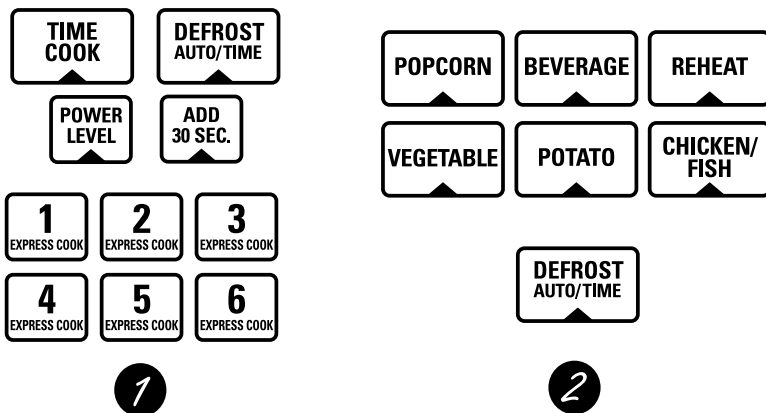 TIME
COOK
DEFROST
AUTO/TIME
POWER
LEVEL
ADD
30 SEC.
1
EXPRESS COOK
2
EXPRESS COOK
3
EXPRESS COOK
4
EXPRESS COOK
5
EXPRESS COOK
6
EXPRESS COOK
1
POPCORN
BEVERAGE
REHEAT
VEGETABLE
POTATO
CHICKEN/
FISH
DEFROST
AUTO/TIME
2